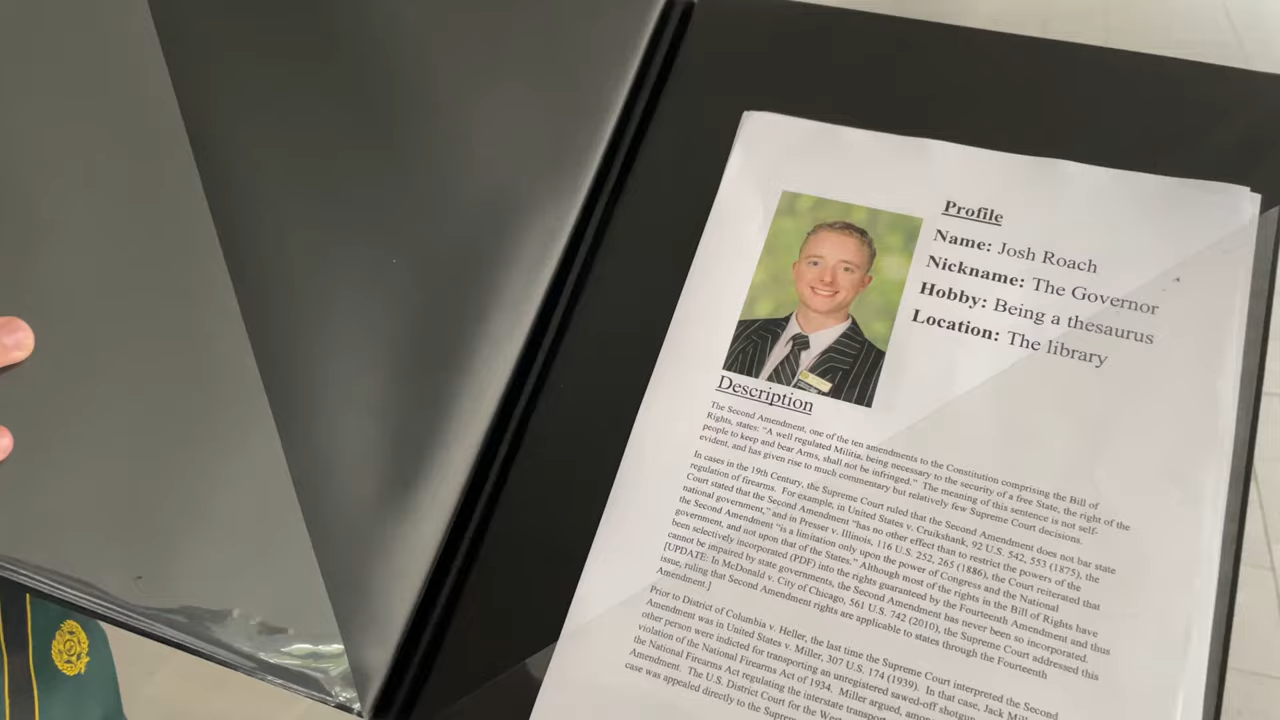 Profile
Name: Josh Roach
Nickname: The Governor
Hobby: Being a thesaurus
Location: The library
Description
The Second Amendment, one of the ten amendments to the Constitution comprising the Bill of
Rights, states: “A well regulated Militia, being necessary to the security of a free State, the right of the
people to keep and bear Arms, shall not be infringed.” The meaning of this sentence is not self-
evident, and has given rise to much commentary but relatively few Supreme Court decisions.
In cases in the 19th Century, the Supreme Court ruled that the Second Amendment does not bar state
regulation of firearms. For example, in United States v. Cruikshank, 92 U.S. 542, 553 (1875), the
Court stated that the Second Amendment “has no other effect than to restrict the powers of the
national government,” and in Presser v. Illinois, 116 U.S. 252, 265 (1886), the Court reiterated that
the Second Amendment “is a limitation only upon the power of Congress and the National
government, and not upon that of the States.” Although most of the rights in the Bill of Rights have
been selectively incorporated (PDF) into the rights guaranteed by the Fourteenth Amendment and thus
cannot be impaired by state governments, the Second Amendment has never been so incorporated.
[UPDATE: In McDonald v. City of Chicago, 561 U.S. 742 (2010), the Supreme Court addressed this
issue, ruling that Second Amendment rights are applicable to states through the Fourteenth
Amendment.]
Prior to District of Columbia v. Heller, the last time the Supreme Court interpreted the Second
Amendment was in United States v. Miller, 307 U.S. 174 (1939). In that case, Jack
other person were indicted for transporting an unregistered sawed-off
violation of the National Firearms Act of 1934. Miller argued,
the National Firearms Act regulating the interstate
Amendment. The U.S. District Court for the
case was appealed directly to the